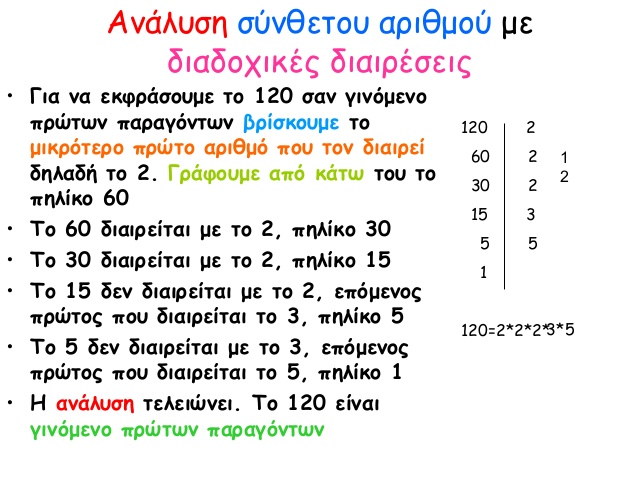 Ανάλυση σύνθετου αριθμού με
διαδοχικές διαιρέσεις
• Για να εκφράσουμε το 120 σαν γινόμενο
πρώτων παραγόντων βρίσκουμε το
μικρότερο πρώτο αριθμό που τον διαιρεί
δηλαδή το 2. Γράφουμε από κάτω του το
πηλίκο 60
• Το 60 διαιρείται με το 2, πηλίκο 30
• Το 30 διαιρείται με το 2, πηλίκο 15
• Το 15 δεν διαιρείται με το 2, επόμενος
πρώτος που διαιρείται το 3, πηλίκο 5
• Το 5 δεν διαιρείται με το 3, επόμενος
πρώτος που διαιρείται το 5, πηλίκο 1
• Η ανάλυση τελειώνει. Το 120 είναι
γινόμενο πρώτων παραγόντων
120 2
60 2
30 2
15 3
5 5
1
1
2
120=2*2*2*3*5